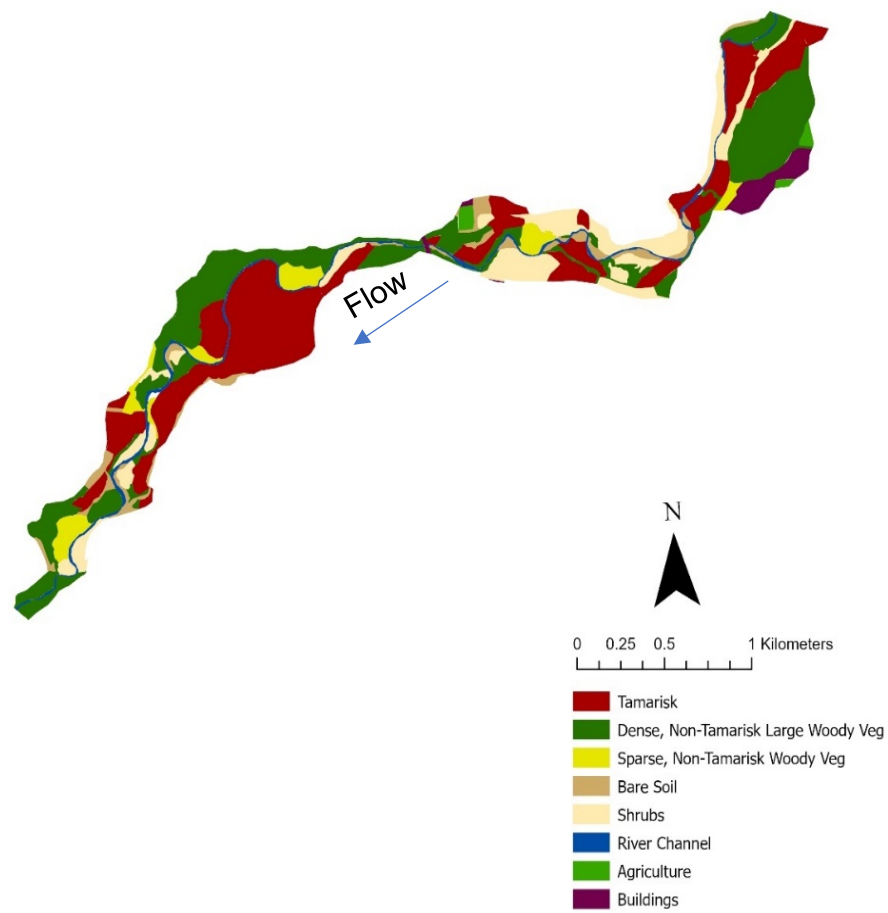 Flow
N
0 0.25 0.5 1 Kilometers
Tamarisk
Dense, Non-Tamarisk Large Woody Veg
Sparse, Non-Tamarisk Woody Veg
Bare Soil
Shrubs
River Channel
Agriculture
Buildings